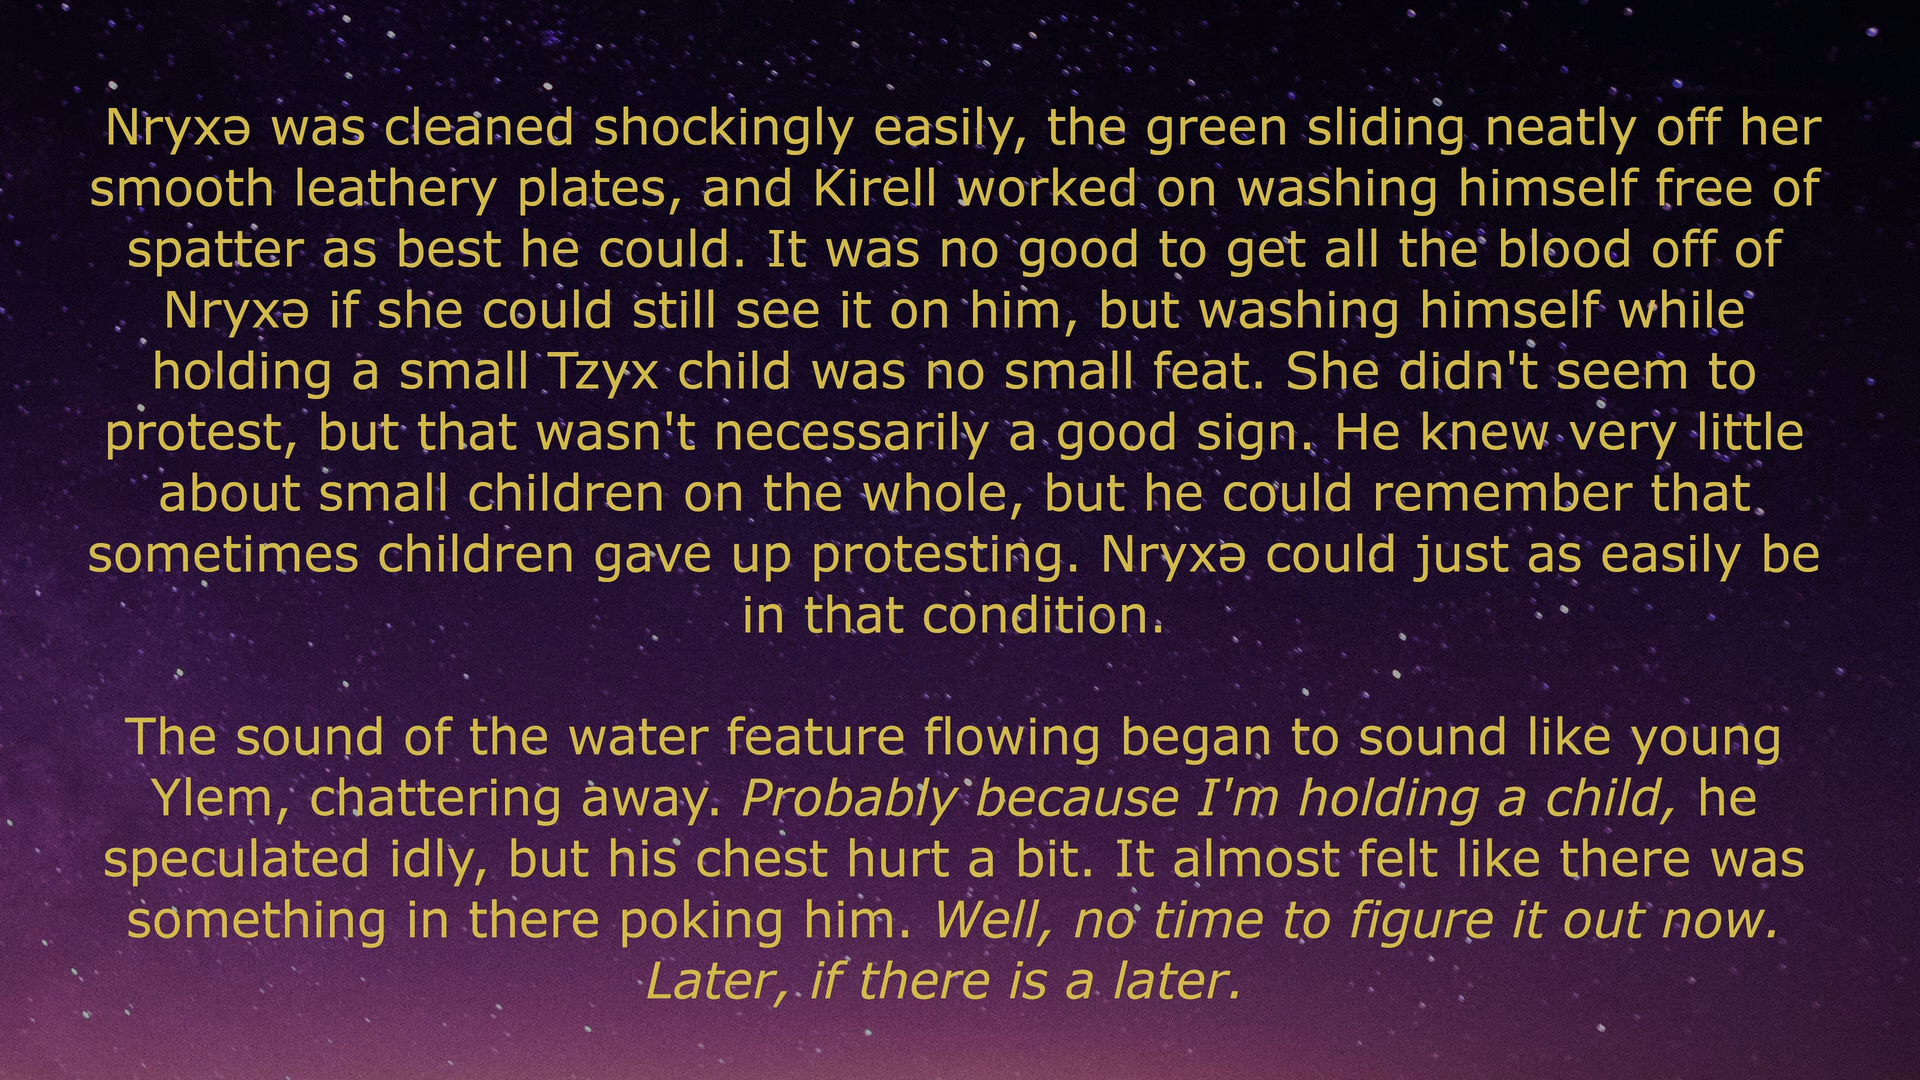 Nryxə was cleaned shockingly easily, the green sliding neatly off her
smooth leathery plates, and Kirell worked on washing himself free of
spatter as best he could. It was no good to get all the blood off of
Nryxə if she could still see it on him, but washing himself while
holding a small Tzyx child was no small feat. She didn't seem to
protest, but that wasn't necessarily a good sign. He knew very little
about small children on the whole, but he could remember that
sometimes children gave up protesting. Nryxə could just as easily be
in that condition.
The sound of the water feature flowing began to sound like young
Ylem, chattering away. Probably because I'm holding a child, he
speculated idly, but his chest hurt a bit. It almost felt like there was
something in there poking him. Well, no time to figure it out now.
Later, if there is a later.